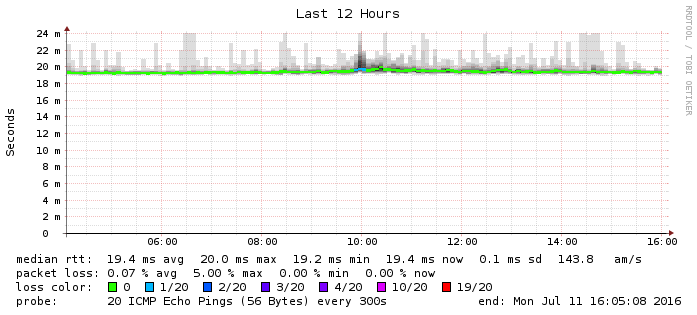 Last 12 Hours
RRDTOOL / TOBI OETIKER
Seconds
24 m
22 m
20 m
18 m
16 m
14 m
12 m
10 m
8 m
6 m
4 m
2 m
0
06:00 08:00 10:00 12:00 14:00 16:00
median rtt: 19.4 ms avg 20.0 ms max 19.2 ms min 19.4 ms now 0.1 ms sd 143.8 am/s
packet loss: 0.07 % avg 5.00 % max 0.00 % min 0.00 % now
loss color: 0 1/20 2/20 3/20 4/20 10/20 19/20
probe: 20 ICMP Echo Pings (56 Bytes) every 300s end: Mon Jul 11 16:05:08 2016